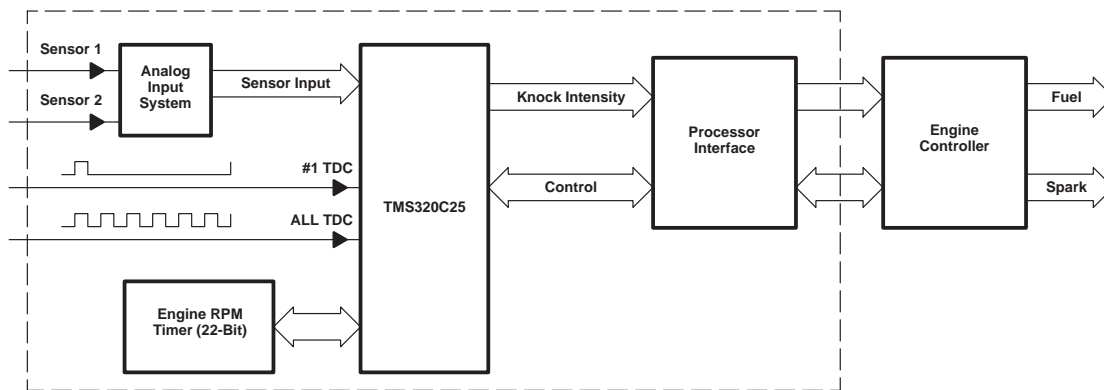 Sensor 1
Sensor 2
Analog
Input
System
Sensor Input
#1 TDC
ALL TDC
Engine RPM
Timer (22-Bit)
TMS320C25
Knock Intensity
Control
Processor
Interface
Engine
Controller
Fuel
Spark